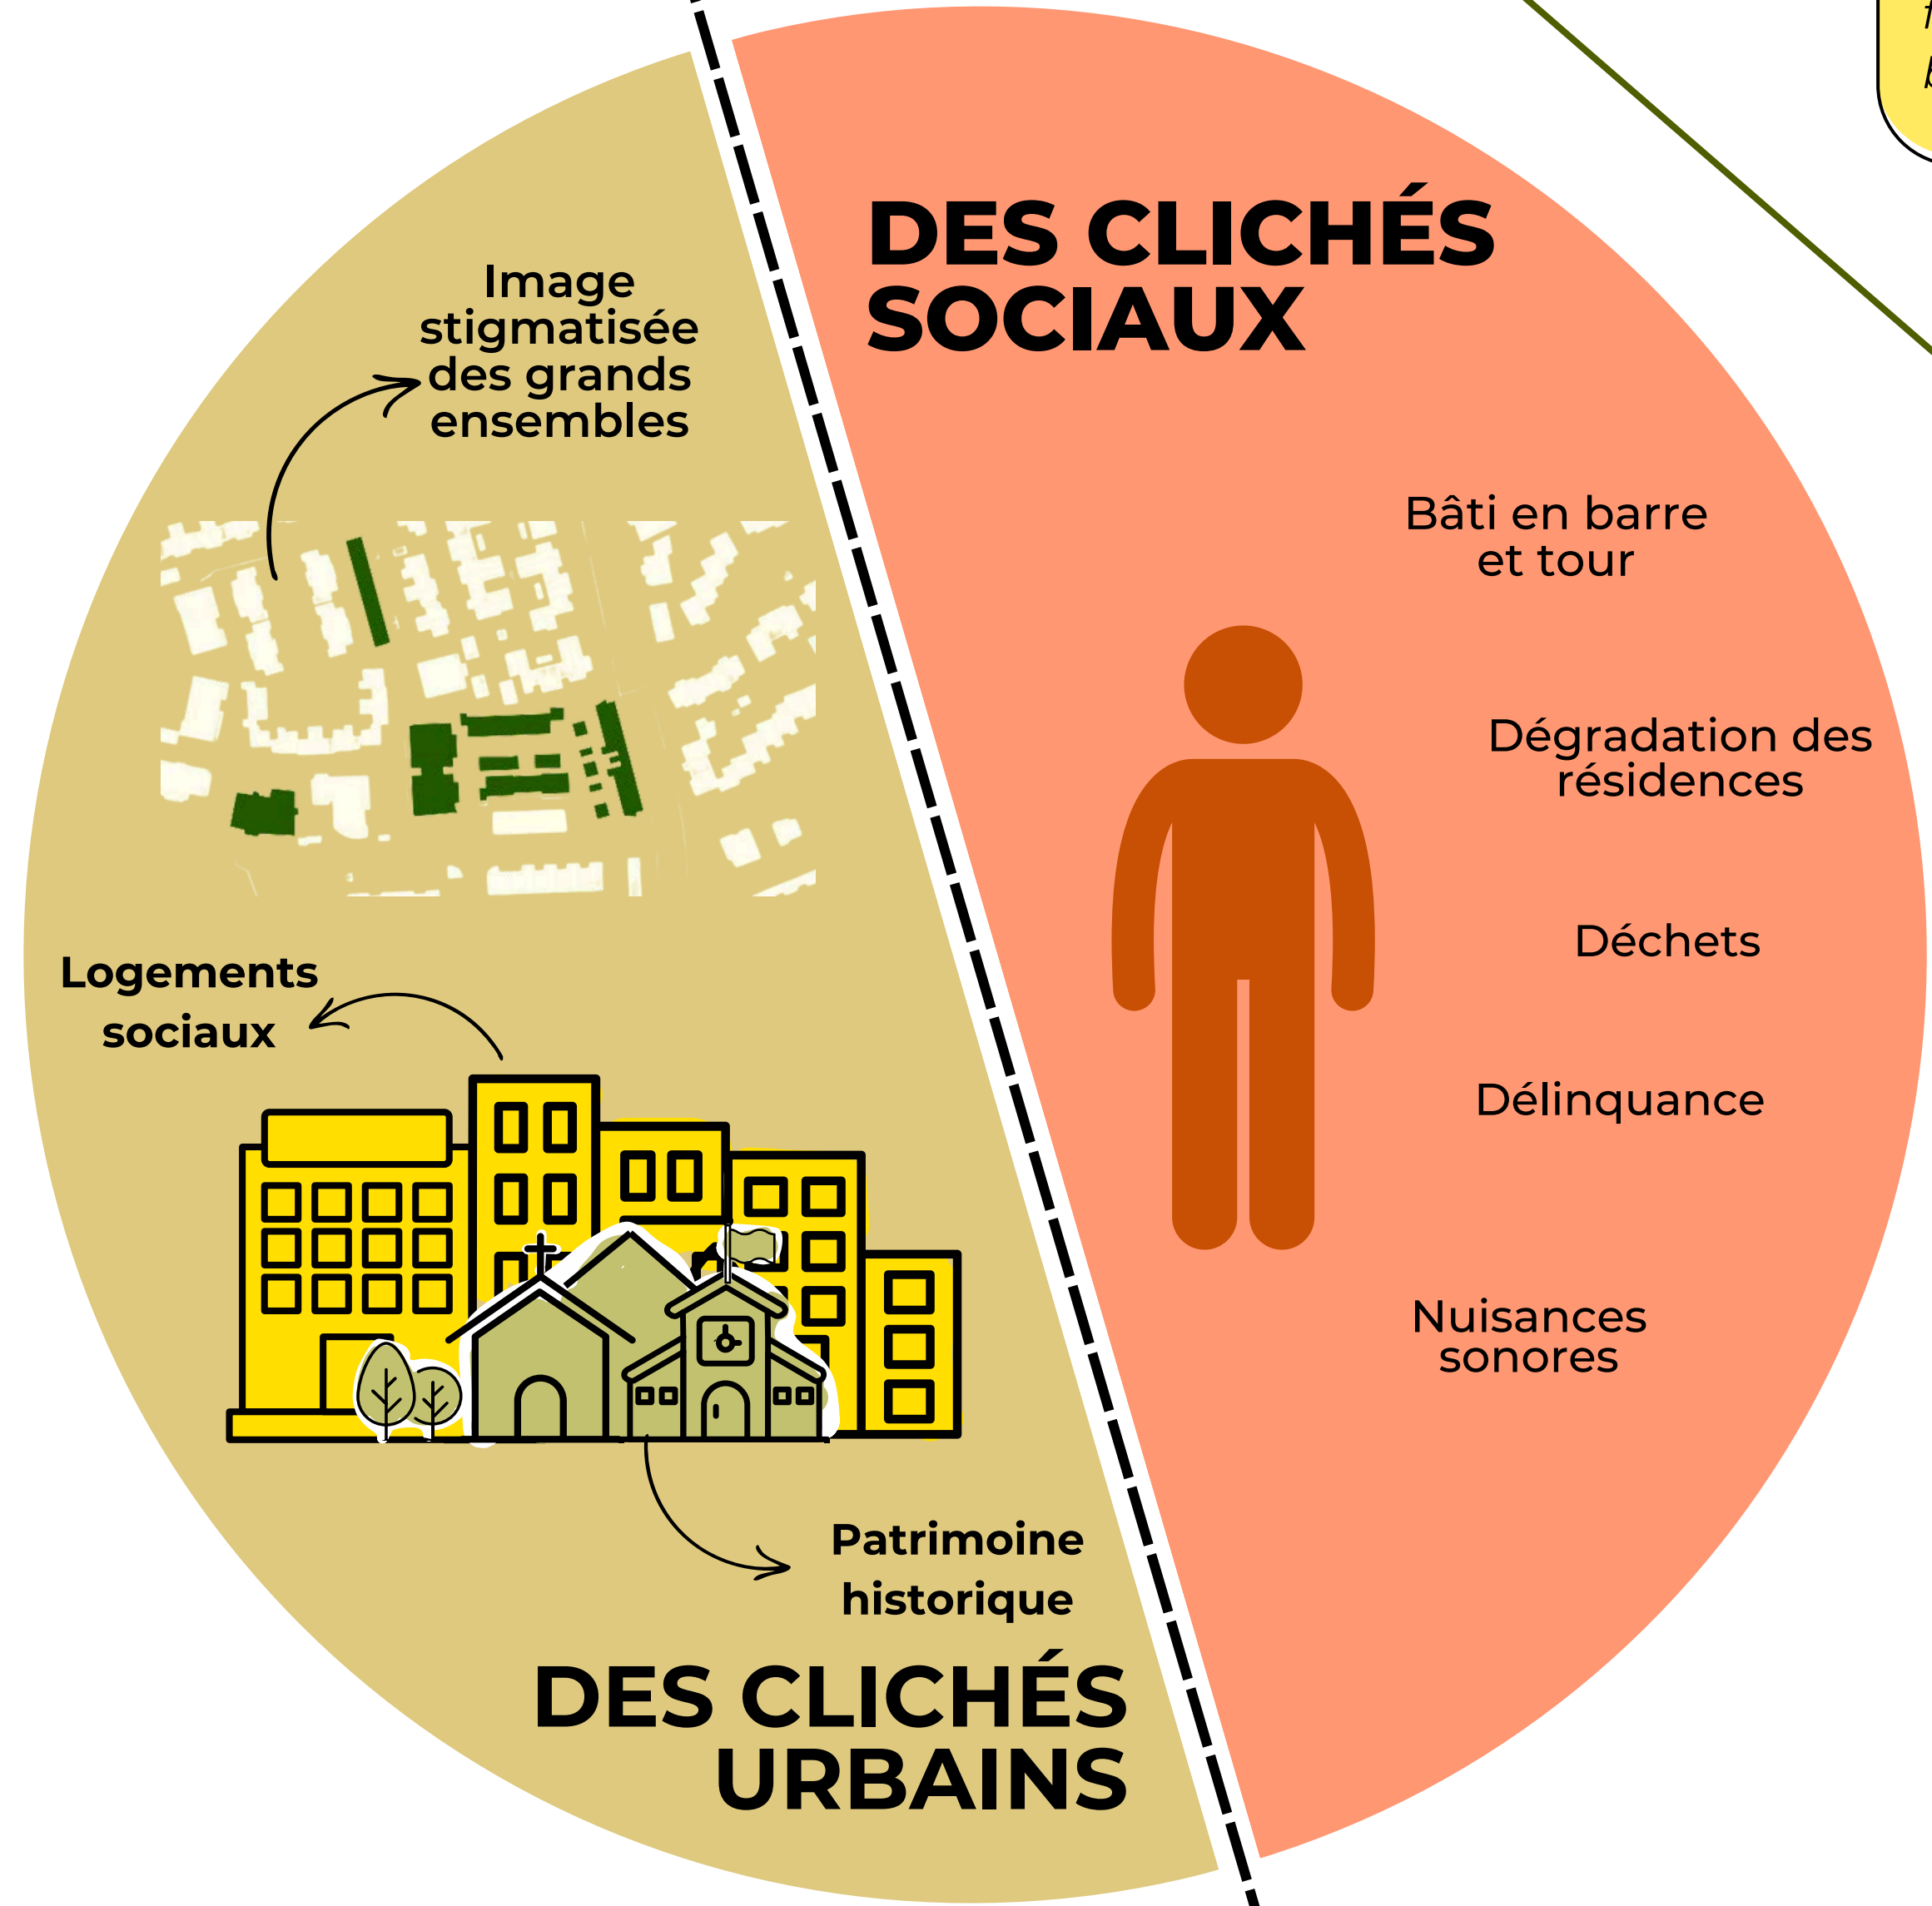 Image
stigmatisée
des grands
ensembles
Logements
sociaux
Patrimoine
historique
DES CLICHÉS
URBAINS
DES CLICHÉS
SOCIAUX
Bâti en barre
et tour
Dégradation des
résidences
Déchets
Délinquance
Nuisances
sonores